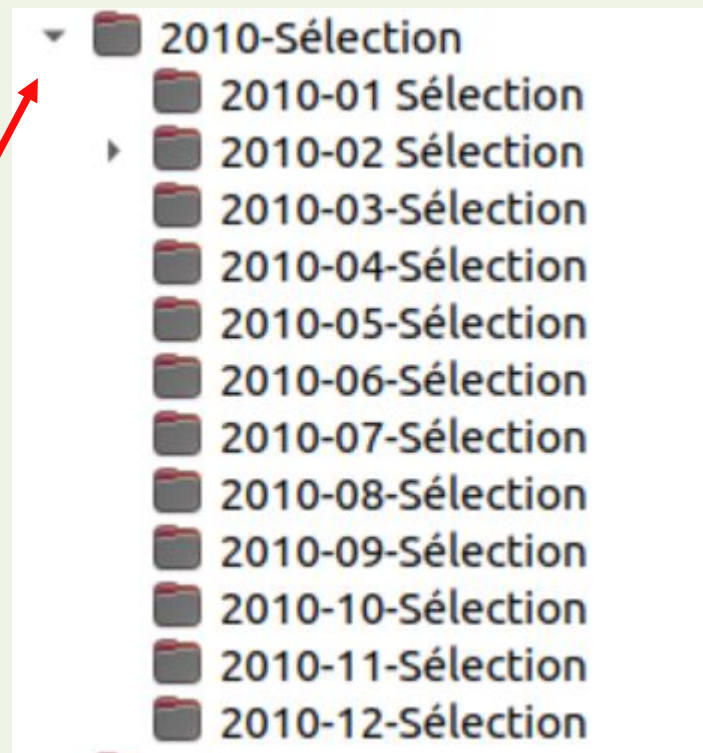 2010-Sélection
2010-01 Sélection
2010-02 Sélection
2010-03-Sélection
2010-04-Sélection
2010-05-Sélection
2010-06-Sélection
2010-07-Sélection
2010-08-Sélection
2010-09-Sélection
2010-10-Sélection
2010-11-Sélection
2010-12-Sélection